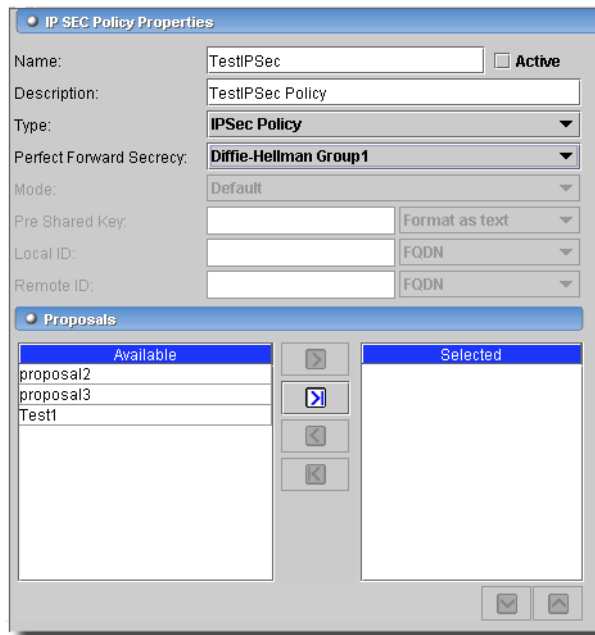 IP SEC Policy Properties
Name: TestIPSec Active
Description: TestIPSec Policy
Type: IPSec Policy
Perfect Forward Secrecy: Diffie-Hellman Group1
Mode: Default
Pre Shared Key: Format as text
Local ID: FQDN
Remote ID: FQDN
Proposals
Available Selected
proposal2
proposal3
Test1